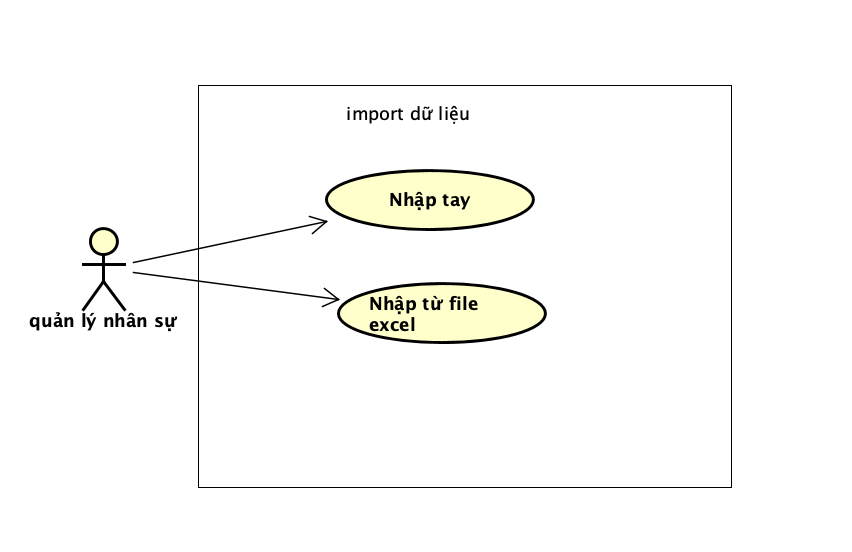 import dữ liệu
Nhập tay
Nhập từ file
excel
quản lý nhân sự